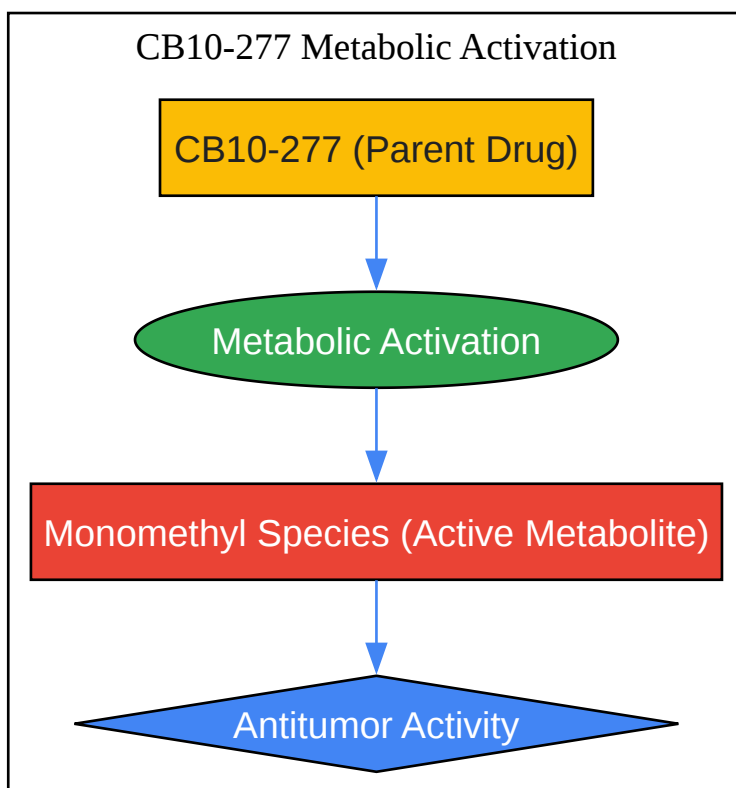 CB10-277 Metabolic Activation
CB10-277 (Parent Drug)
Metabolic Activation
Monomethyl Species (Active Metabolite)
Antitumor Activity